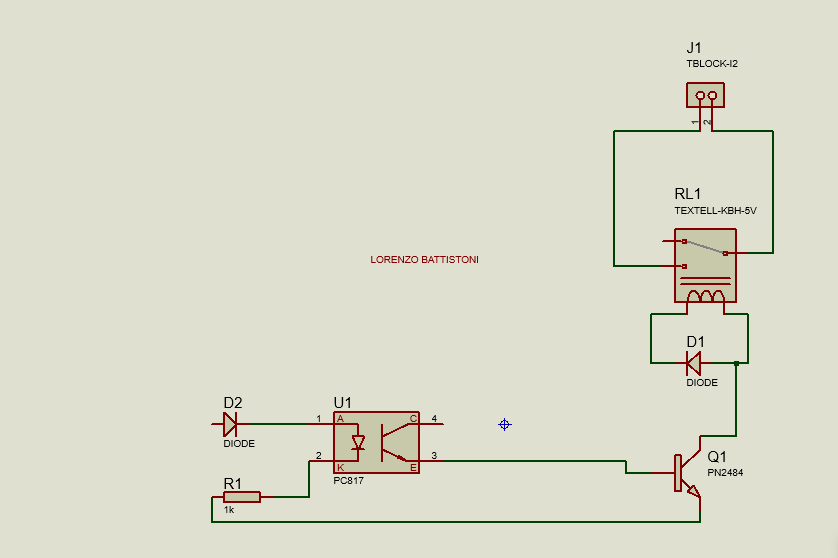 J1
TBLOCK-I2
1
2
RL1
TEXTELL-KBH-5V
LORENZO BATTISTONI
D1
DIODE
D2
DIODE
U1
1
A
C
4
2
K
E
3
PC817
Q1
PN2484
R1
1k